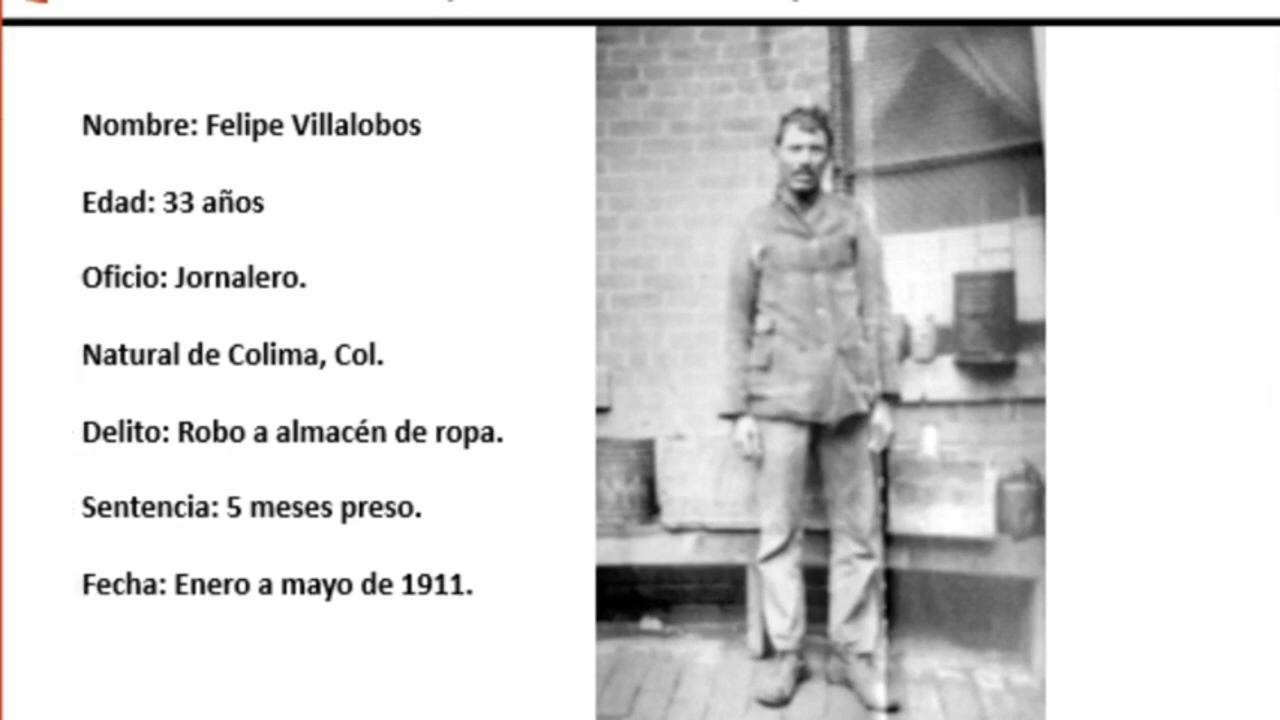 Nombre: Felipe Villalobos
Edad: 33 años
Oficio: Jornalero.
Natural de Colima, Col.
Delito: Robo a almacén de ropa.
Sentencia: 5 meses preso.
Fecha: Enero a mayo de 1911.